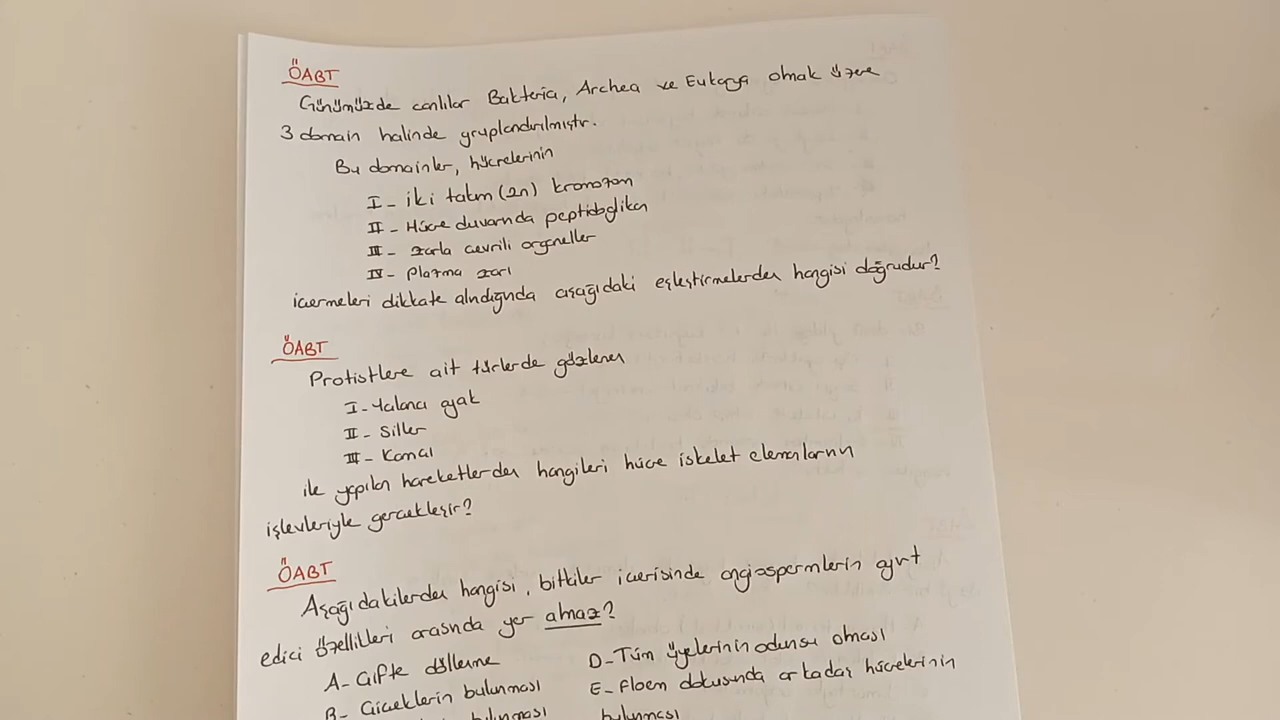 ÖABT
Günümüzde canlılar Bakteria, Archea ve Eukarya olmak üzere
3 domain halinde gruplandırılmıştır.
Bu domainler, hücrelerinin
I - iki takım (2n) kromozom
II - Hücre duvarında peptidoglikan
III - zarla çevrili organeller
IV - Plazma zarı
içermeleri dikkate alındığında aşağıdaki eşleştirmelerden hangisi doğrudur?
ÖABT
Protistlere ait türlerde gözlenen
I - Yalancı ayak
II - Siller
III - Kamçı
ile yapılan hareketlerden hangileri hücre iskelet elemanlarının
işlevleriyle gerçekleşir?
ÖABT
Aşağıdakilerden hangisi, bitkiler içerisinde angiospermlerin ayırt
edici özellikleri arasında yer almaz?
A- Çifte döllenme
B- Çiçeklerin bulunması
bulunması
D- Tüm üyelerinin odunsu olması
E- Floem dokusunda arkadaş hücrelerinin
bulunması